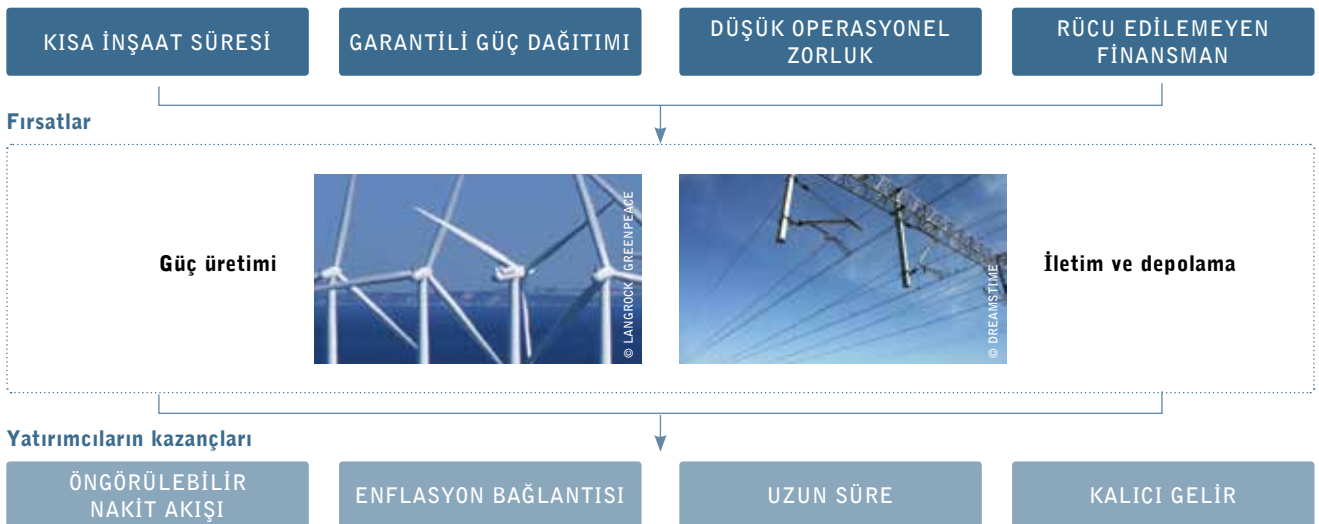 KISA İNŞAAT SÜRESİ
GARANTİLİ GÜÇ DAĞITIMI
DÜŞÜK OPERASYONEL
ZORLUK
RÜCU EDİLEMEYEN
FİNANSMAN
Fırsatlar
Güç üretimi
© LANGROCK / GREENPEACE
© DREAMSTIME
İletim ve depolama
Yatırımcıların kazançları
ÖNGÖRÜLEBİLİR
NAKİT AKIŞI
ENFLASYON BAĞLANTISI
UZUN SÜRE
KALICI GELİR